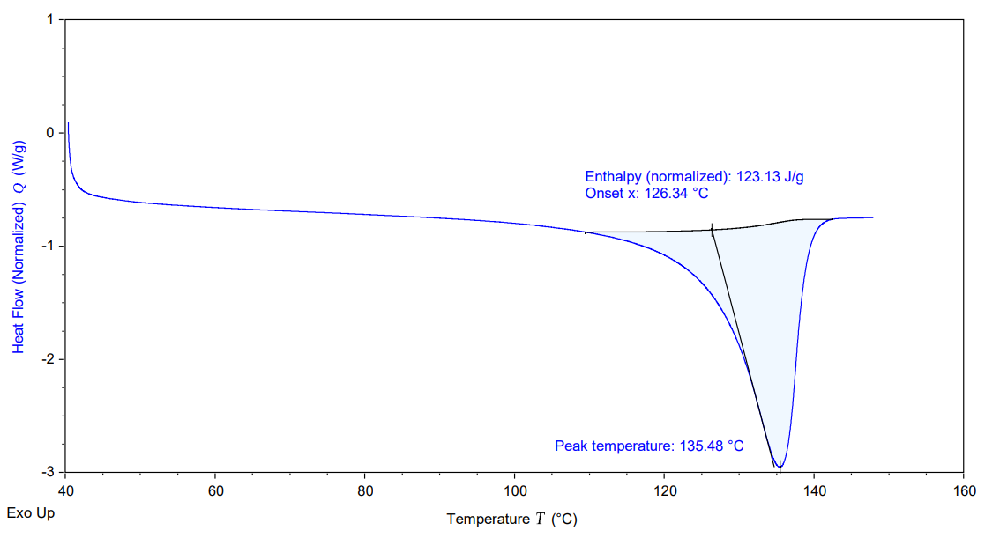 1
0
-1
-2
-3
Heat Flow (Normalized) Q (W/g)
Enthalpy (normalized): 123.13 J/g
Onset x: 126.34 °C
Peak temperature: 135.48 °C
40 60 80 100 120 140 160
Exo Up
Temperature T (°C)